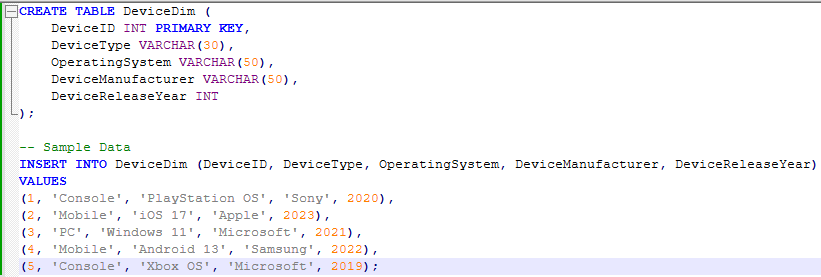 CREATE TABLE DeviceDim (
    DeviceID INT PRIMARY KEY,
    DeviceType VARCHAR(30),
    OperatingSystem VARCHAR(50),
    DeviceManufacturer VARCHAR(50),
    DeviceReleaseYear INT
);

-- Sample Data
INSERT INTO DeviceDim (DeviceID, DeviceType, OperatingSystem, DeviceManufacturer, DeviceReleaseYear)
VALUES
(1, 'Console', 'PlayStation OS', 'Sony', 2020),
(2, 'Mobile', 'iOS 17', 'Apple', 2023),
(3, 'PC', 'Windows 11', 'Microsoft', 2021),
(4, 'Mobile', 'Android 13', 'Samsung', 2022),
(5, 'Console', 'Xbox OS', 'Microsoft', 2019);